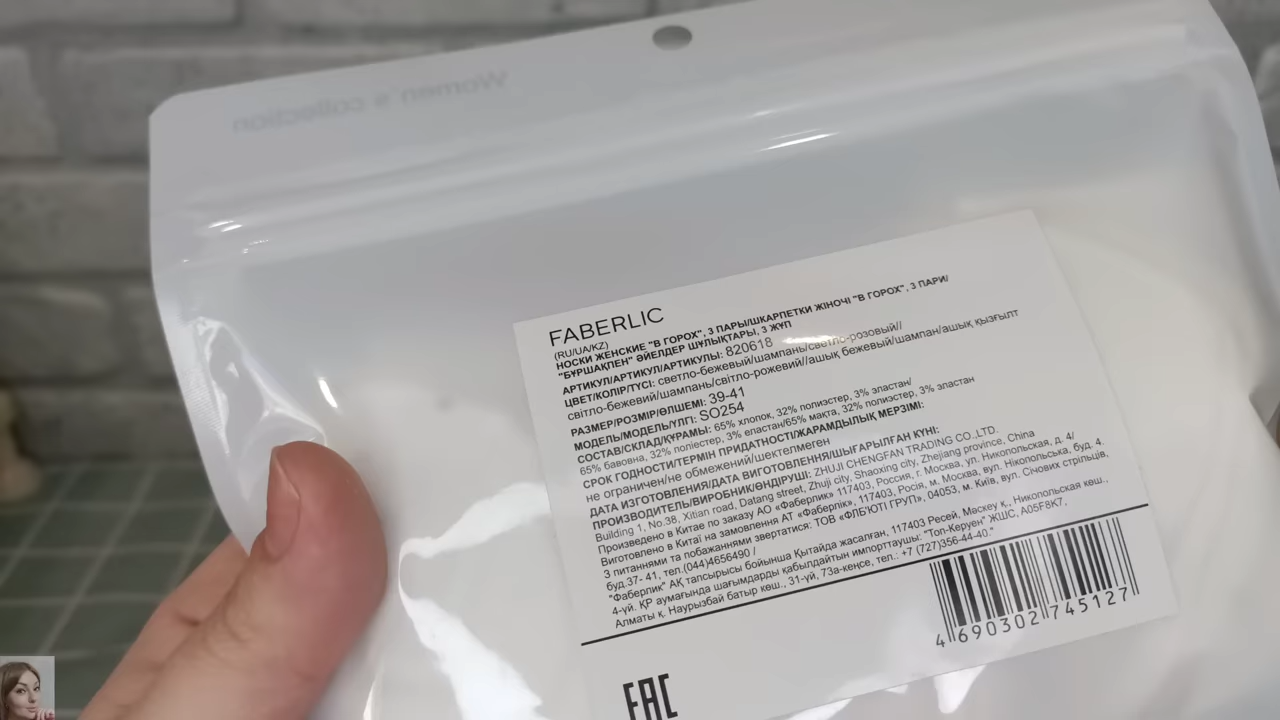 Women's collection
FABERLIC
(RU/UA/KZ)
НОСКИ ЖЕНСКИЕ "В ГОРОХ", 3 ПАРЫ/ШКАРПЕТКИ ЖІНОЧІ "В ГОРОХ", 3 ПАРИ/
"БҰРШАҚПЕН" ӘЙЕЛДЕР ШҰЛЫҚТАРЫ, 3 ЖҰП
АРТИКУЛ/АРТИКУЛ/АРТИКУЛЫ: 820618
ЦВЕТ/КОЛІР/ТҮСІ: светло-бежевый/шампань/светло-розовый//
світло-бежевий/шампань/світло-рожевий//ашық бежевый/шампан/ашық қызғылт
РАЗМЕР/РОЗМІР/ӨЛШЕМІ: 39-41
МОДЕЛЬ/МОДЕЛЬ/ҮЛГІ: SO254
СОСТАВ/СКЛАД/ҚҰРАМЫ: 65% хлопок, 32% полиэстер, 3% эластан/
65% бавовна, 32% поліестер, 3% еластан/65% мақта, 32% полиэстер, 3% эластан
СРОК ГОДНОСТИ/ТЕРМІН ПРИДАТНОСТІ/ЖАРАМДЫЛЫҚ МЕРЗІМІ:
не ограничен/не обмежений/шектелмеген
ДАТА ИЗГОТОВЛЕНИЯ/ДАТА ВИГОТОВЛЕННЯ/ШЫҒАРЫЛҒАН КҮНІ:
ПРОИЗВОДИТЕЛЬ/ВИРОБНИК/ӨНДІРУШІ: ZHUJI CHENGFAN TRADING CO.,LTD.
Building 1, No.38, Xitian road, Datang street, Zhuji city, Shaoxing city, Zhejiang province, China
Произведено в Китае по заказу АО «Фаберлик» 117403, Россия, г. Москва, ул. Никопольская, д. 4/
Виготовлено в Китаї на замовлення АТ «Фаберлік», 117403, Росія, м. Москва, вул. Нікопольська, буд. 4.
З питаннями та побажаннями звертатися: ТОВ «ФЛБ'ЮТІ ГРУП», 04053, м. Київ, вул. Січових стрільців,
буд.37- 41, тел.(044)4656490 /
"Фаберлик" АҚ тапсырысы бойынша Қытайда жасалған, 117403 Ресей, Мәскеу қ., Никопольская көш.,
4-үй. ҚР аумағында шағымдарды қабылдайтын импорттаушы: "Топ-Керуен" ЖШС, A05F8K7,
Алматы қ. Наурызбай батыр көш., 31-үй, 73а-кеңсе, тел.: +7 (727)356-44-40."
4 690302 745127
EAC